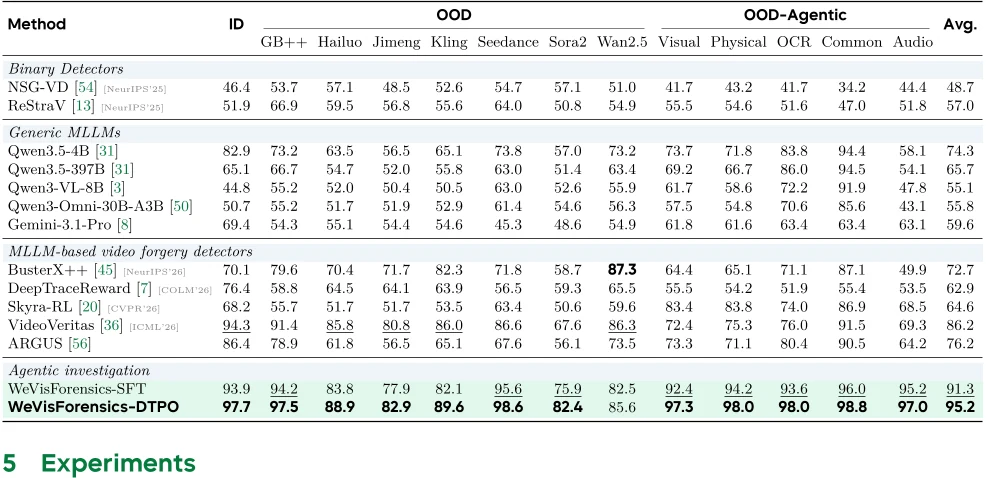 Method ID OOD OOD-Agentic Avg.
GB++ Hailuo Jimeng Kling Seedance Sora2 Wan2.5 Visual Physical OCR Common Audio
Binary Detectors
NSG-VD [54] [NeurIPS'25] 46.4 53.7 57.1 48.5 52.6 54.7 57.1 51.0 41.7 43.2 41.7 34.2 44.4 48.7
ReStraV [13] [NeurIPS'25] 51.9 66.9 59.5 56.8 55.6 64.0 50.8 54.9 55.5 54.6 51.6 47.0 51.8 57.0
Generic MLLMs
Qwen3.5-4B [31] 82.9 73.2 63.5 56.5 65.1 73.8 57.0 73.2 73.7 71.8 83.8 94.4 58.1 74.3
Qwen3.5-397B [31] 65.1 66.7 54.7 52.0 55.8 63.0 51.4 63.4 69.2 66.7 86.0 94.5 54.1 65.7
Qwen3-VL-8B [3] 44.8 55.2 52.0 50.4 50.5 63.0 52.6 55.9 61.7 58.6 72.2 91.9 47.8 55.1
Qwen3-Omni-30B-A3B [50] 50.7 55.2 51.7 51.9 52.9 61.4 54.6 56.3 57.5 54.8 70.6 85.6 43.1 55.8
Gemini-3.1-Pro [8] 69.4 54.3 55.1 54.4 54.6 45.3 48.6 54.9 61.8 61.6 63.4 63.4 63.1 59.6
MLLM-based video forgery detectors
BusterX++ [45] [NeurIPS'26] 70.1 79.6 70.4 71.7 82.3 71.8 58.7 87.3 64.4 65.1 71.1 87.1 49.9 72.7
DeepTraceReward [7] [COLM'26] 76.4 58.8 64.5 64.1 63.9 56.5 59.3 65.5 55.5 54.2 51.9 55.4 53.5 62.9
Skyra-RL [20] [CVPR'26] 68.2 55.7 51.7 51.7 53.5 63.4 50.6 59.6 83.4 83.8 74.0 86.9 68.5 64.6
VideoVeritas [36] [ICML'26] 94.3 91.4 85.8 80.8 86.0 86.6 67.6 86.3 72.4 75.3 76.0 91.5 69.3 86.2
ARGUS [56] 86.4 78.9 61.8 56.5 65.1 67.6 56.1 73.5 73.3 71.1 80.4 90.5 64.2 76.2
Agentic investigation
WeVisForensics-SFT 93.9 94.2 83.8 77.9 82.1 95.6 75.9 82.5 92.4 94.2 93.6 96.0 95.2 91.3
WeVisForensics-DTPO 97.7 97.5 88.9 82.9 89.6 98.6 82.4 85.6 97.3 98.0 98.0 98.8 97.0 95.2
5 Experiments